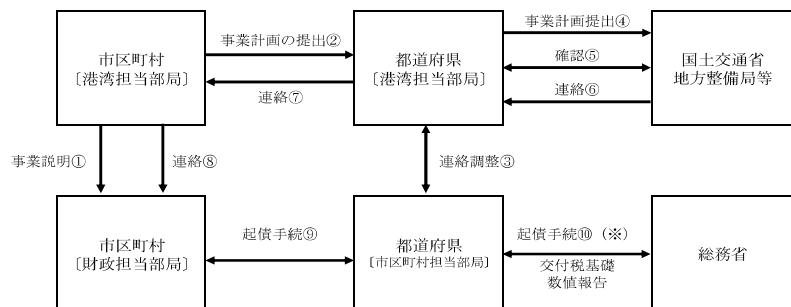 市区町村
〔港湾担当部局〕
事業計画の提出②
連絡⑦
都道府県
〔港湾担当部局〕
事業計画提出④
確認⑤
連絡⑥
国土交通省
地方整備局等
事業説明①
連絡⑧
連絡調整③
市区町村
〔財政担当部局〕
起債手続⑨
都道府県
〔市区町村担当部局〕
起債手続⑩（※）
交付税基礎
数値報告
総務省